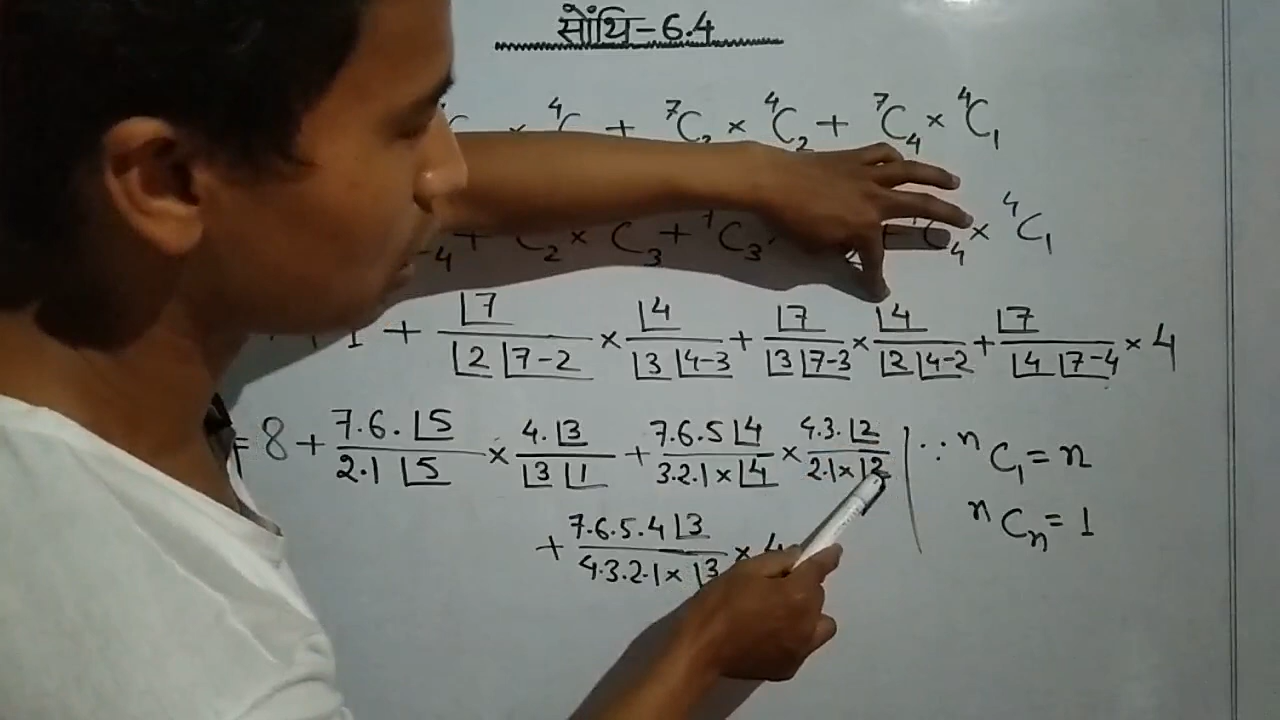 सोंथि-6.4
⁴C + ⁷C × ⁴C₂ + ⁷C₄ × ⁴C₁
-4 + C₂ × C₃ + ⁷C₃ C₄ × ⁴C₁
1 + |7 / |2 |7-2 × |4 / |3 |4-3 + |7 / |3 |7-3 × |4 / |2 |4-2 + |7 / |4 |7-4 × 4
= 8 + 7.6.|5 / 2.1 |5 × 4.|3 / |3 |1 + 7.6.5 |4 / 3.2.1 × |4 × 4.3.|2 / 2.1 × |2 | ∵ ⁿC₁ = n
ⁿCₙ = 1
+ 7.6.5.4 |3 / 4.3.2.1 × |3 × 4